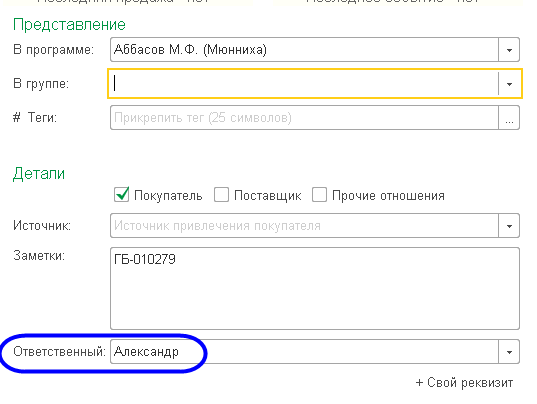 Представление
В программе: Аббасов М.Ф. (Мюнниха)
В группе:
# Теги: Прикрепить тег (25 символов) ...
Детали
Покупатель Поставщик Прочие отношения
Источник: Источник привлечения покупателя
Заметки: ГБ-010279
Ответственный: Александр
+ Свой реквизит